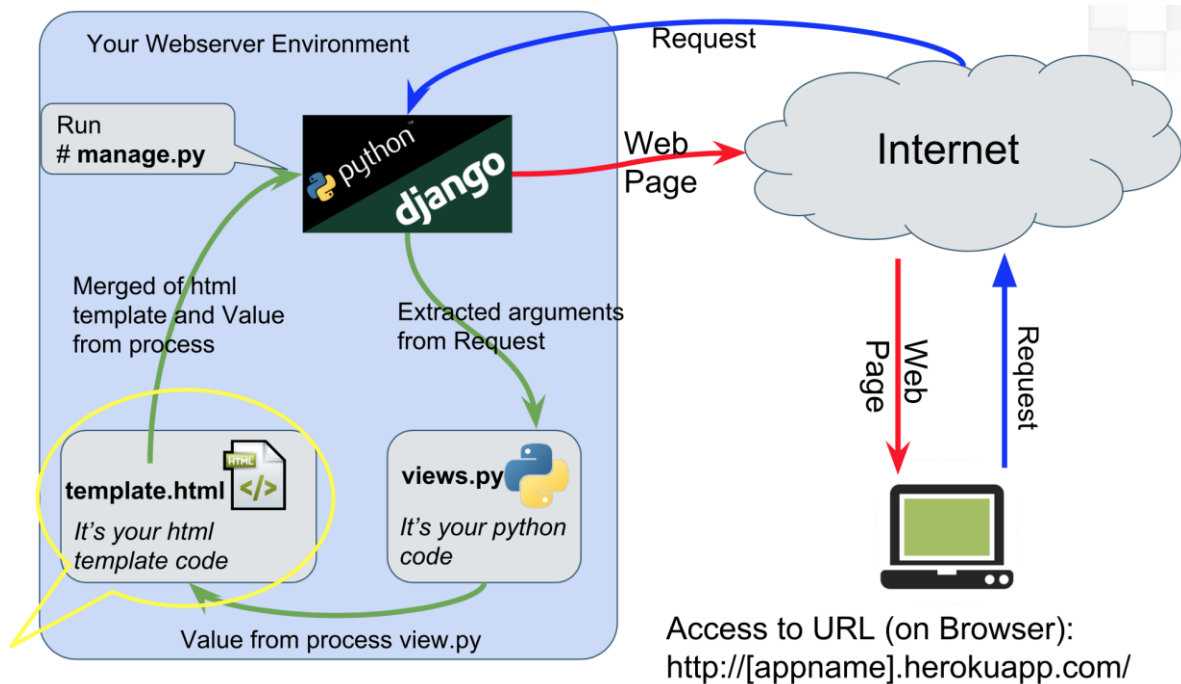 Your Webserver Environment
Request
Run
# manage.py
python
django
Web
Page
Internet
Merged of html
template and Value
from process
Extracted arguments
from Request
Web
Page
Request
HTML
</>
template.html
It's your html
template code
views.py
It's your python
code
Value from process view.py
Access to URL (on Browser):
http://[appname].herokuapp.com/